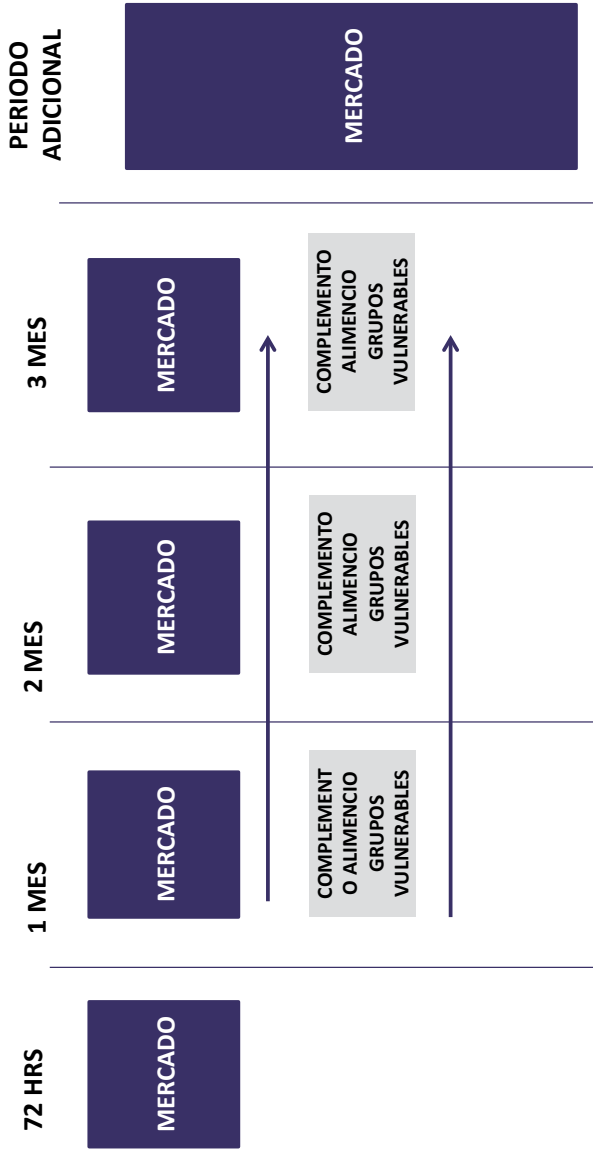 72 HRS
MERCADO
1 MES
MERCADO
COMPLEMENT
O ALIMENCIO
GRUPOS
VULNERABLES
2 MES
MERCADO
COMPLEMENTO
ALIMENCIO
GRUPOS
VULNERABLES
3 MES
MERCADO
COMPLEMENTO
ALIMENCIO
GRUPOS
VULNERABLES
PERIODO
ADICIONAL
MERCADO